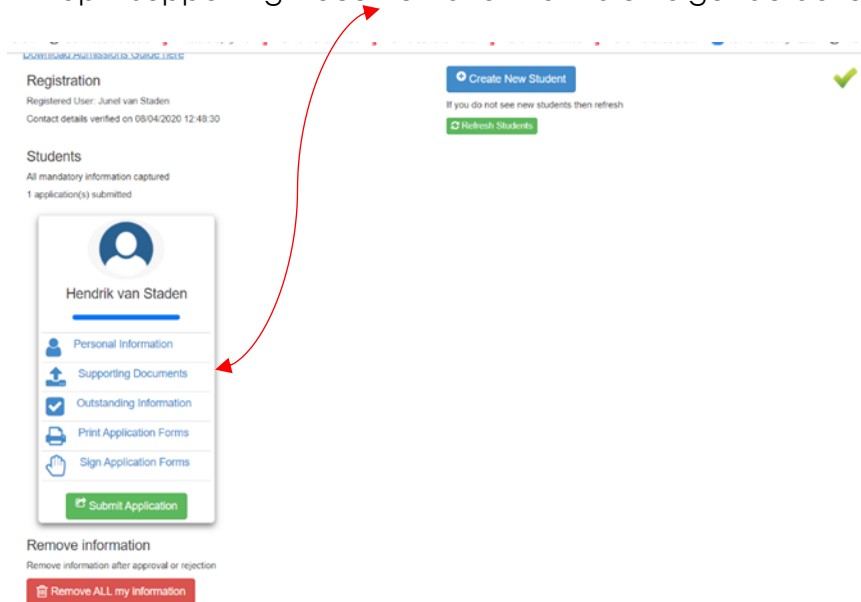 Download Admissions Guide here
Registration
Registered User: Junel van Staden
Contact details verified on 08/04/2020 12:48:30
Create New Student
If you do not see new students then refresh
Refresh Students
Students
All mandatory information captured
1 application(s) submitted
Hendrik van Staden
Personal Information
Supporting Documents
Outstanding Information
Print Application Forms
Sign Application Forms
Submit Application
Remove information
Remove information after approval or rejection
Remove ALL my information